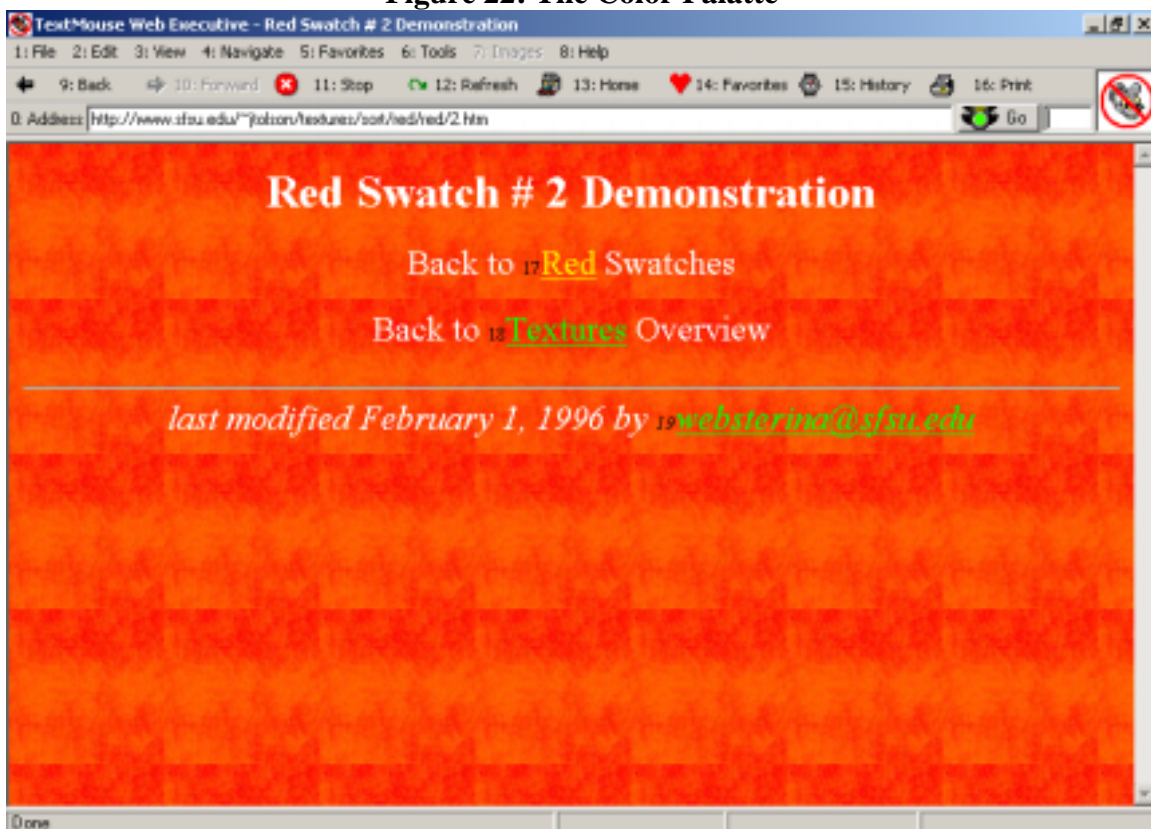 Figure 22: The Color Palatte
TextMouse Web Executive - Red Swatch # 2 Demonstration
1: File 2: Edit 3: View 4: Navigate 5: Favorites 6: Tools 7: Images 8: Help
9: Back 10: Forward 11: Stop 12: Refresh 13: Home 14: Favorites 15: History 16: Print
0: Address http://www.sfsu.edu/~jtolson/textures/sort/red/red/2.htm Go
Red Swatch # 2 Demonstration
Back to 17Red Swatches
Back to 18Textures Overview
last modified February 1, 1996 by 19websterina@sfsu.edu
Done